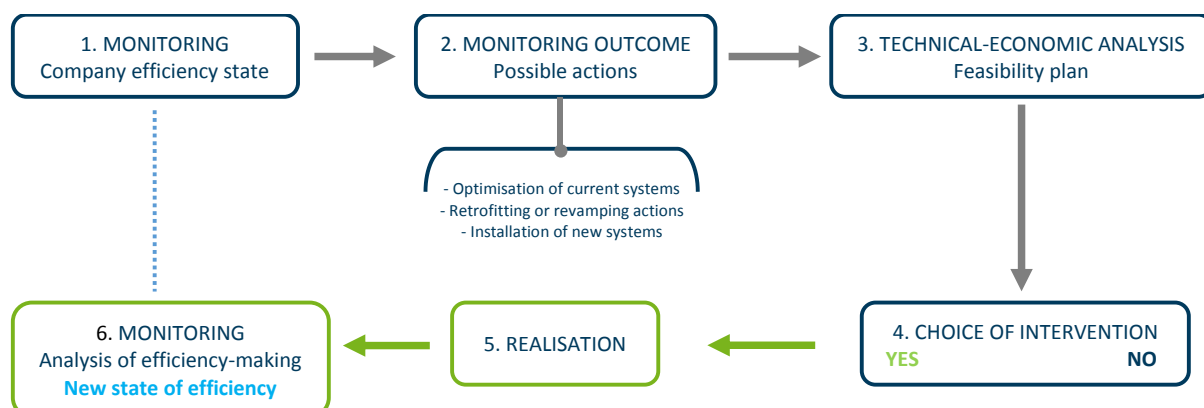 1. MONITORING
Company efficiency state
2. MONITORING OUTCOME
Possible actions
3. TECHNICAL-ECONOMIC ANALYSIS
Feasibility plan
- Optimisation of current systems
- Retrofitting or revamping actions
- Installation of new systems
6. MONITORING
Analysis of efficiency-making
New state of efficiency
5. REALISATION
4. CHOICE OF INTERVENTION
YES NO